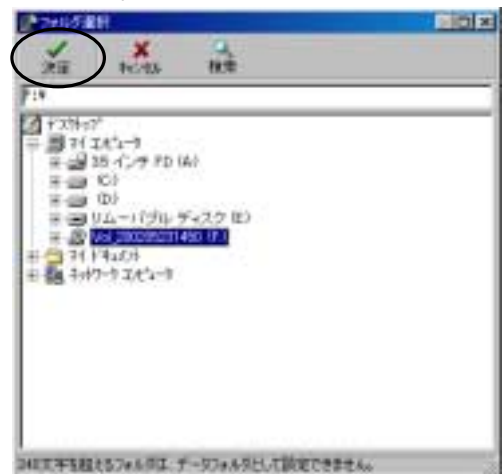 フォルダ選択
決定 キャンセル 検索
F:¥
デスクトップ
マイ コンピュータ
3.5 インチ FD (A:)
(C:)
(D:)
リムーバブル ディスク (E:)
(F:)
マイ ドキュメント
ネットワーク コンピュータ
240文字を超えるフォルダは、データフォルダとして設定できません。